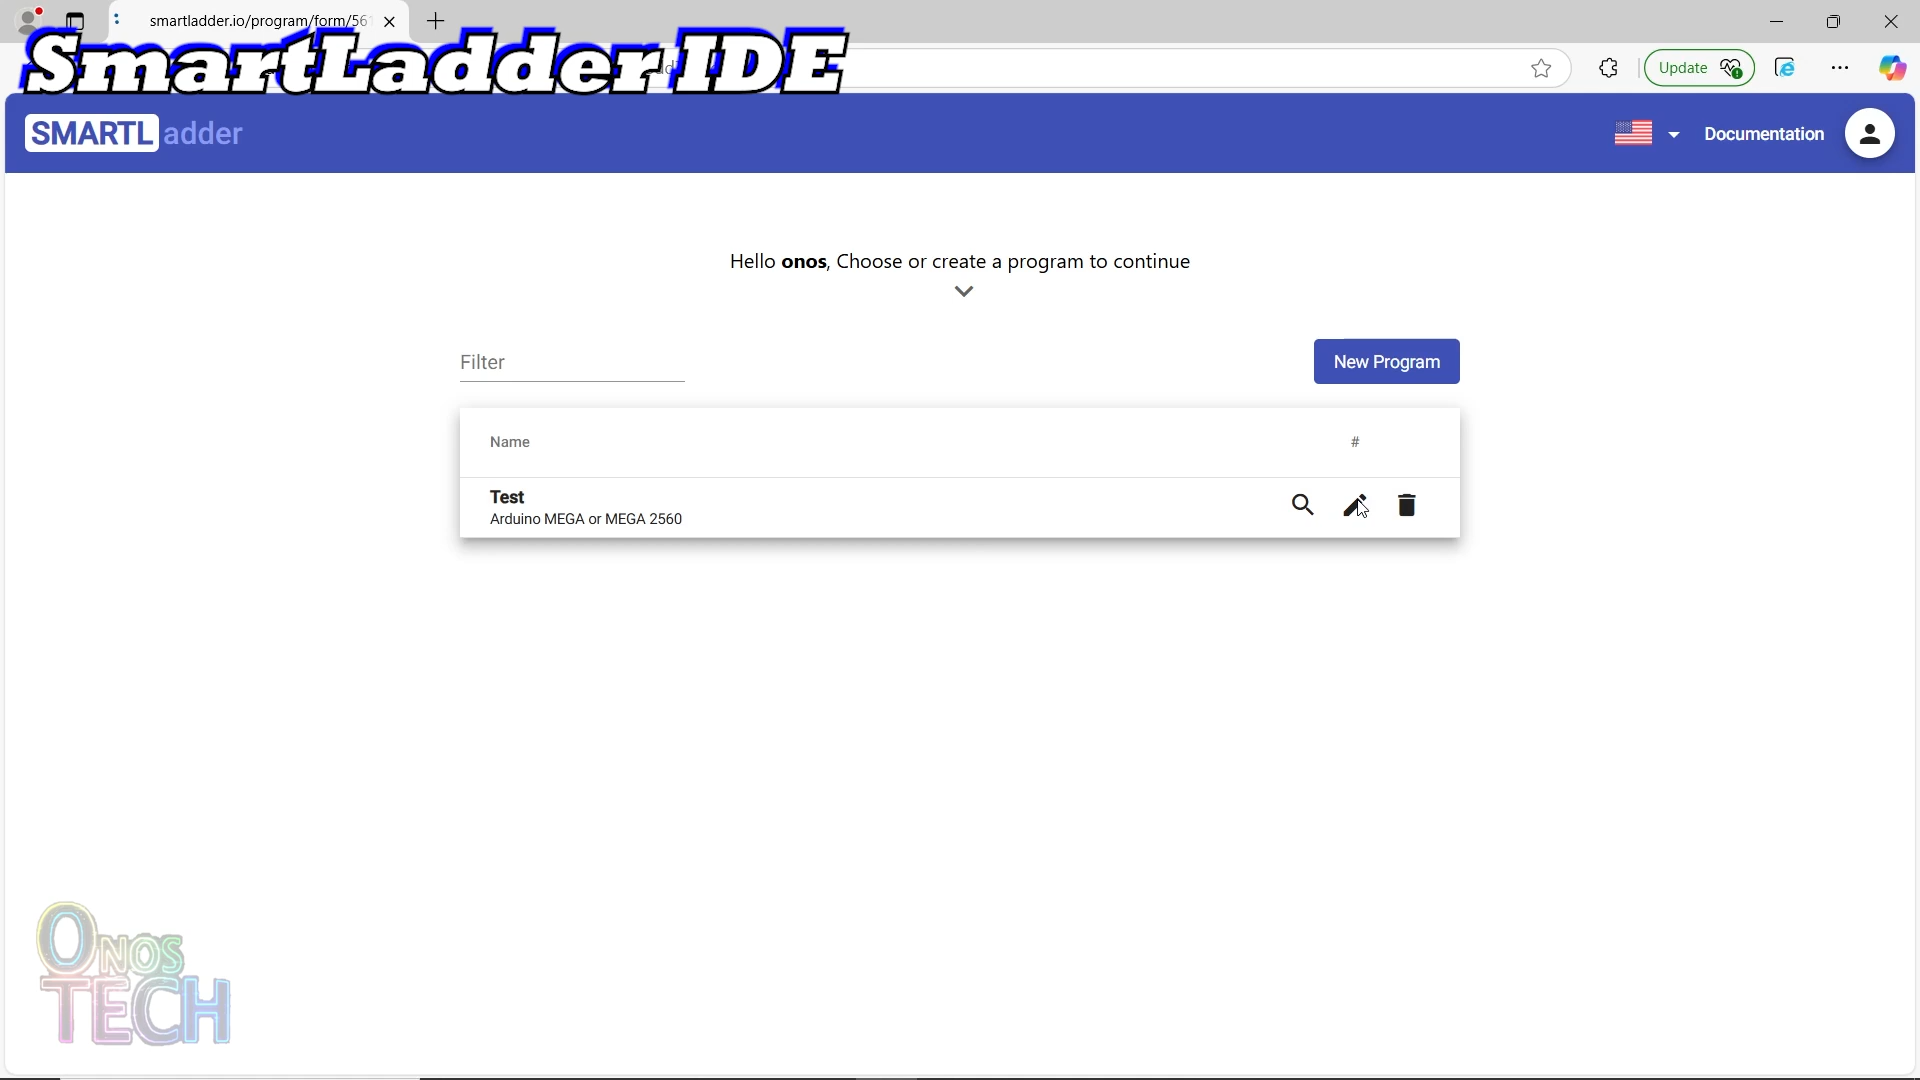 smartladder.io/program/form/561
SmartLadder IDE
Update
SMARTL adder
Documentation
Hello onos, Choose or create a program to continue
Filter
New Program
Name #
Test
Arduino MEGA or MEGA 2560
ONOS
TECH